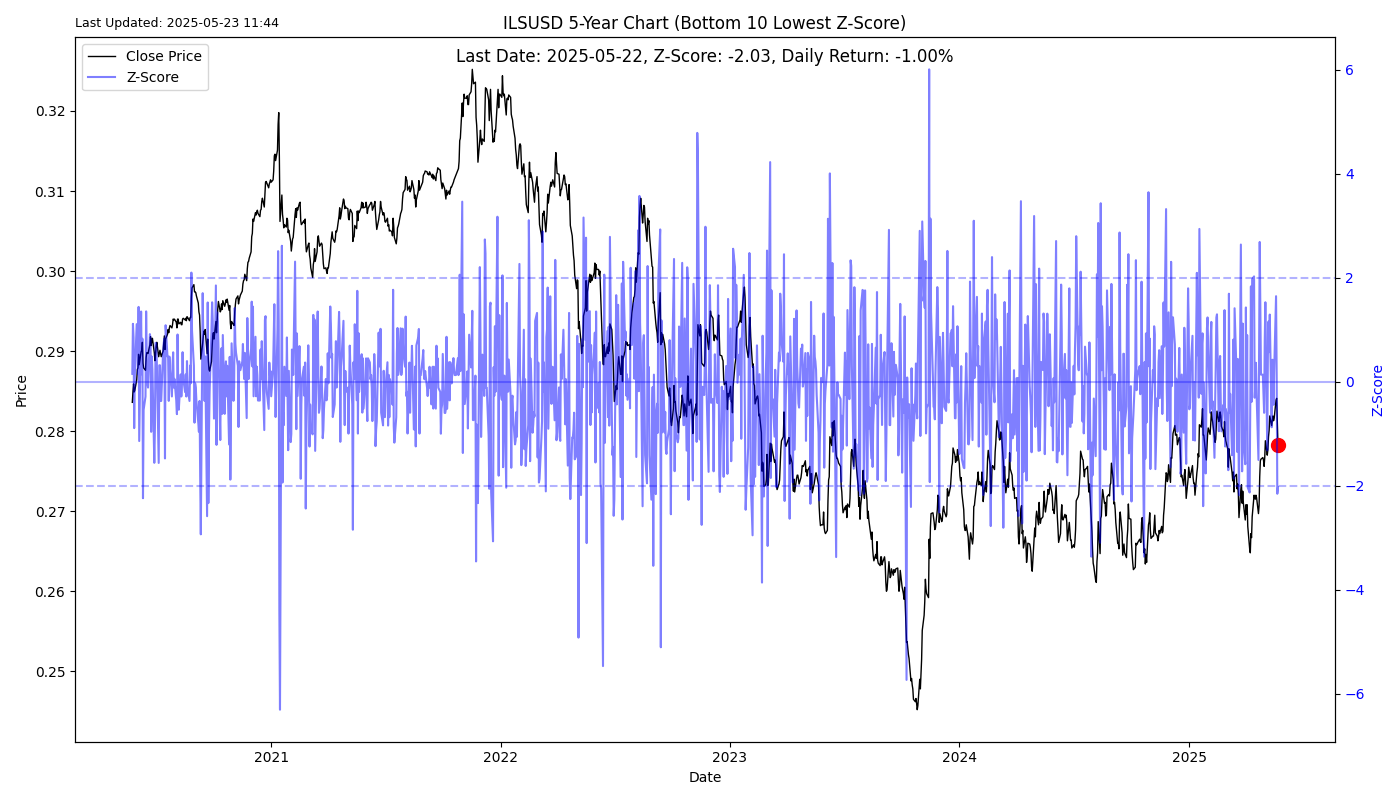 Last Updated: 2025-05-23 11:44
ILSUSD 5-Year Chart (Bottom 10 Lowest Z-Score)
Last Date: 2025-05-22, Z-Score: -2.03, Daily Return: -1.00%
Close Price
Z-Score
0.32
0.31
0.30
0.29
0.28
0.27
0.26
0.25
Price
6
4
2
0
−2
−4
−6
Z-Score
2021
2022
2023
2024
2025
Date